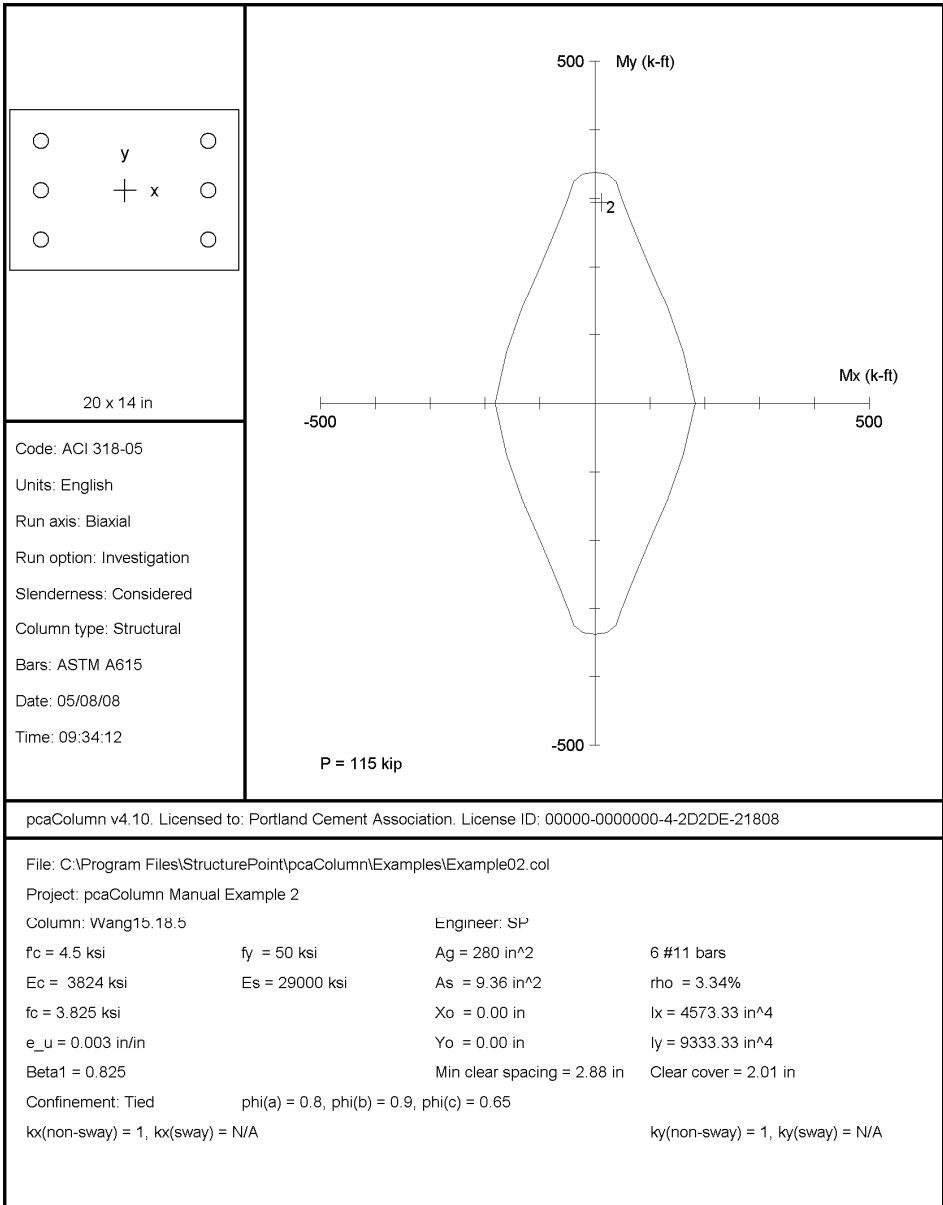 y
x
20 x 14 in
Code: ACI 318-05
Units: English
Run axis: Biaxial
Run option: Investigation
Slenderness: Considered
Column type: Structural
Bars: ASTM A615
Date: 05/08/08
Time: 09:34:12
500 My (k-ft)
2
Mx (k-ft)
-500 500
-500
P = 115 kip
pcaColumn v4.10. Licensed to: Portland Cement Association. License ID: 00000-0000000-4-2D2DE-21808
File: C:\Program Files\StructurePoint\pcaColumn\Examples\Example02.col
Project: pcaColumn Manual Example 2
Column: Wang15.18.5 Engineer: SP
f'c = 4.5 ksi fy = 50 ksi Ag = 280 in^2 6 #11 bars
Ec = 3824 ksi Es = 29000 ksi As = 9.36 in^2 rho = 3.34%
fc = 3.825 ksi Xo = 0.00 in Ix = 4573.33 in^4
e_u = 0.003 in/in Yo = 0.00 in Iy = 9333.33 in^4
Beta1 = 0.825 Min clear spacing = 2.88 in Clear cover = 2.01 in
Confinement: Tied phi(a) = 0.8, phi(b) = 0.9, phi(c) = 0.65
kx(non-sway) = 1, kx(sway) = N/A ky(non-sway) = 1, ky(sway) = N/A